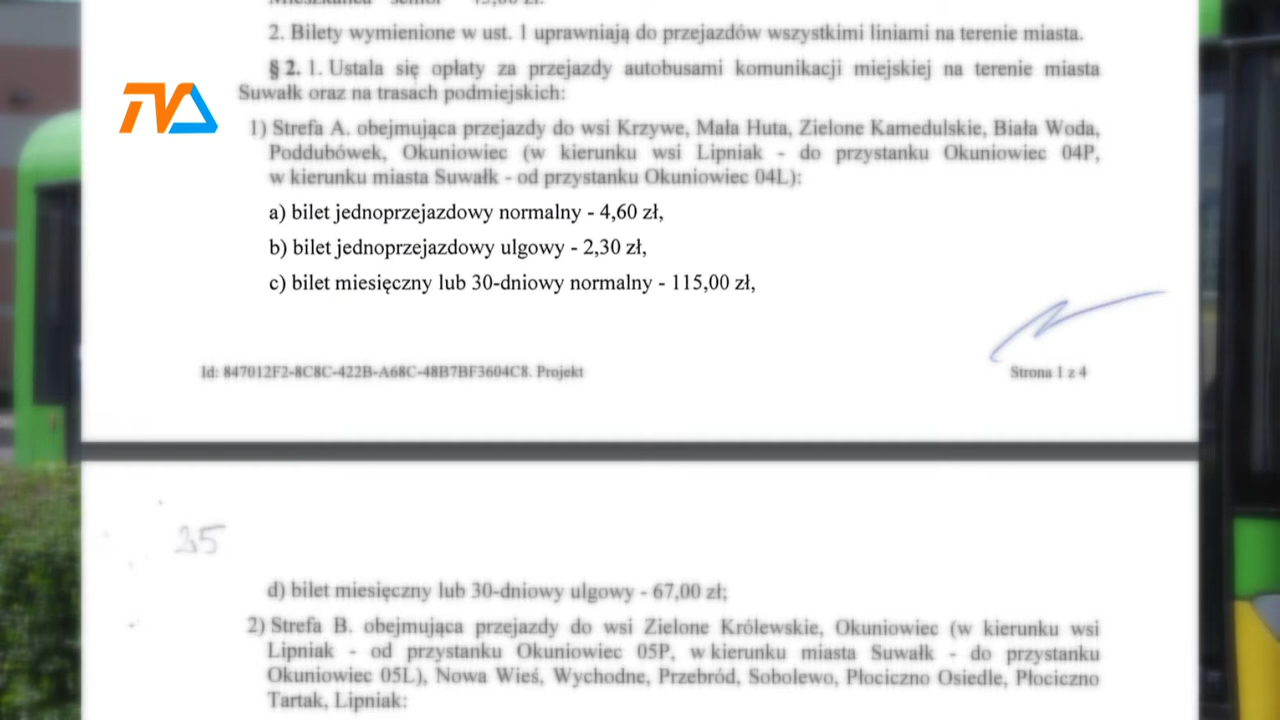 2. Bilety wymienione w ust. 1 uprawniają do przejazdów wszystkimi liniami na terenie miasta.
§ 2. 1. Ustala się opłaty za przejazdy autobusami komunikacji miejskiej na terenie miasta
Suwałk oraz na trasach podmiejskich:
TVA
1) Strefa A. obejmująca przejazdy do wsi Krzywe, Mała Huta, Zielone Kamedulskie, Biała Woda,
Poddubówek, Okuniowiec (w kierunku wsi Lipniak - do przystanku Okuniowiec 04P,
w kierunku miasta Suwałk - od przystanku Okuniowiec 04L):
a) bilet jednoprzejazdowy normalny - 4,60 zł,
b) bilet jednoprzejazdowy ulgowy - 2,30 zł,
c) bilet miesięczny lub 30-dniowy normalny - 115,00 zł,
Id: 847012F2-8C8C-422B-A68C-48B7BF3604C8. Projekt
Strona 1 z 4
35
d) bilet miesięczny lub 30-dniowy ulgowy - 67,00 zł;
2) Strefa B. obejmująca przejazdy do wsi Zielone Królewskie, Okuniowiec (w kierunku wsi
Lipniak - od przystanku Okuniowiec 05P, w kierunku miasta Suwałk - do przystanku
Okuniowiec 05L), Nowa Wieś, Wychodne, Przebród, Sobolewo, Płociczno Osiedle, Płociczno
Tartak, Lipniak: